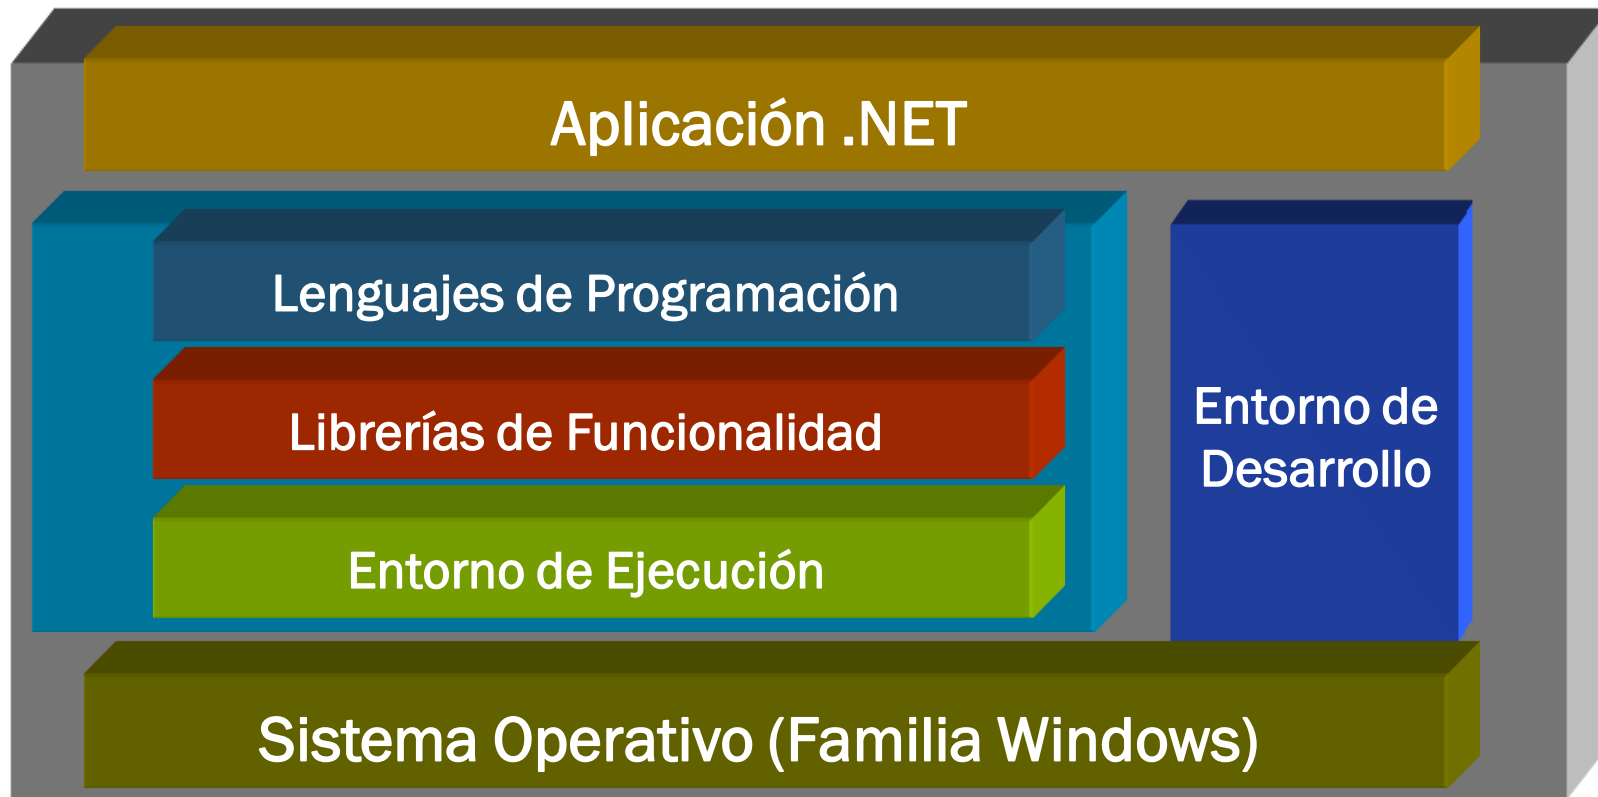 Aplicación .NET
Lenguajes de Programación
Librerías de Funcionalidad
Entorno de Ejecución
Entorno de
Desarrollo
Sistema Operativo (Familia Windows)